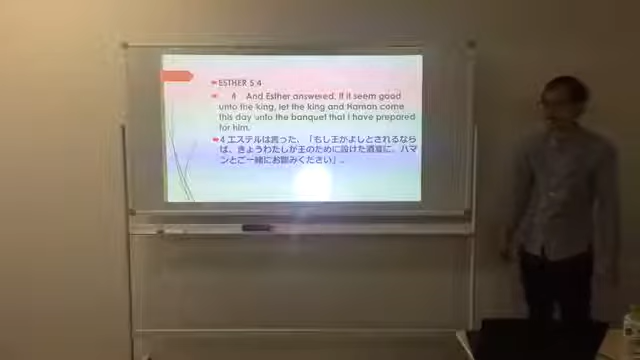 ESTHER 5:4
4 And Esther answered, If it seem good
unto the king, let the king and Haman come
this day unto the banquet that I have prepared
for him.
4 エステルは言った、「もし王がよしとされるなら
ば、きょうわたしが王のために設けた酒宴に、ハマ
ンとご一緒にお臨みください」。